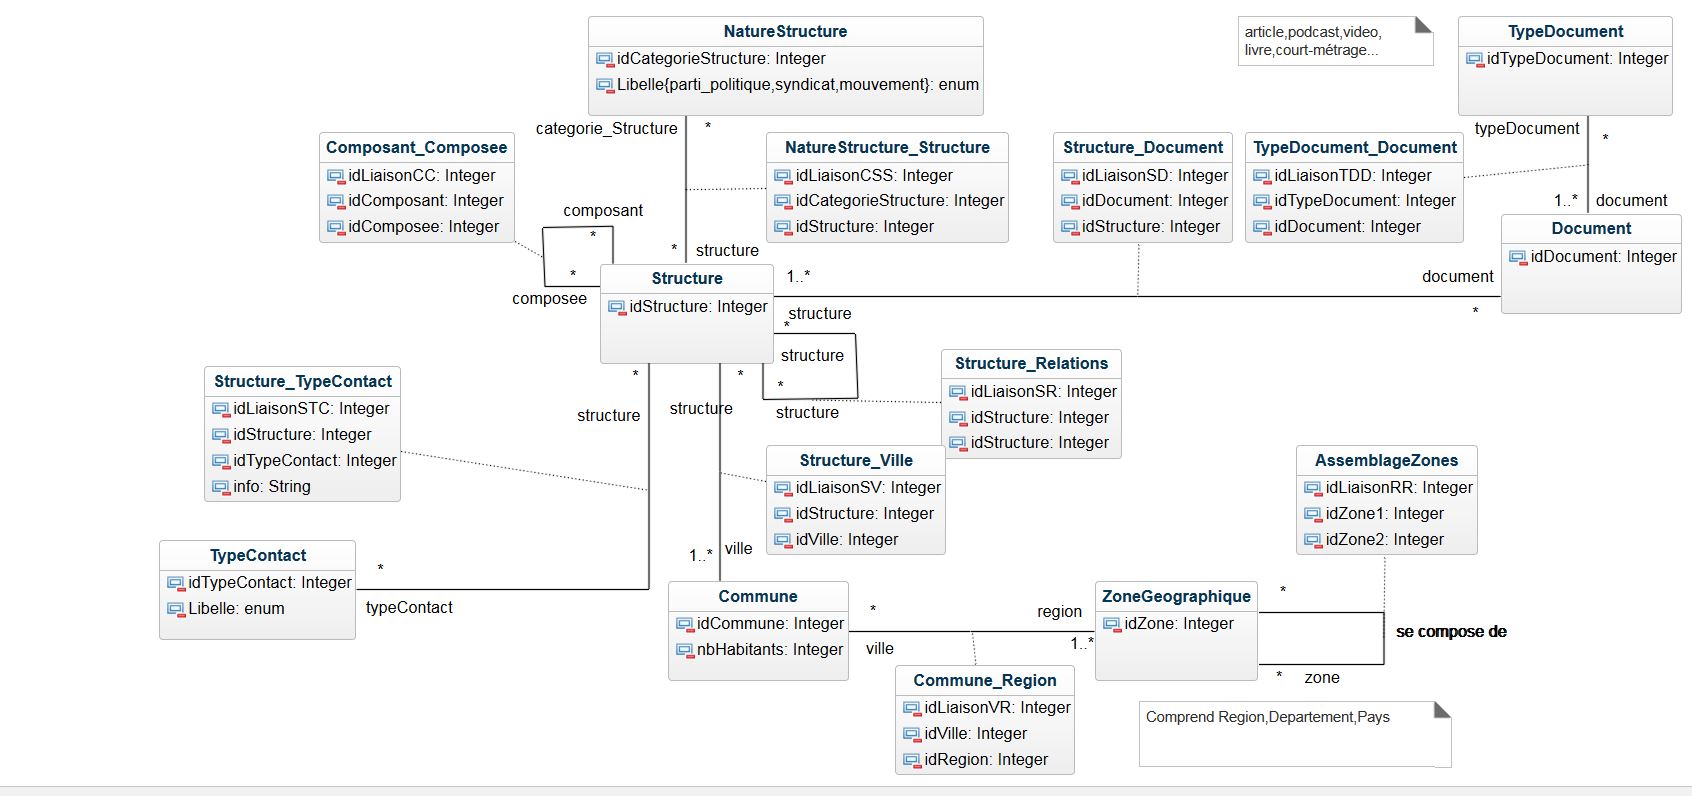 NatureStructure
idCategorieStructure: Integer
Libelle{parti_politique,syndicat,mouvement}: enum
article,podcast,video,
livre,court-métrage...
TypeDocument
idTypeDocument: Integer
categorie_Structure
*
typeDocument
*
Composant_Composee
idLiaisonCC: Integer
idComposant: Integer
idComposee: Integer
NatureStructure_Structure
idLiaisonCSS: Integer
idCategorieStructure: Integer
idStructure: Integer
Structure_Document
idLiaisonSD: Integer
idDocument: Integer
idStructure: Integer
TypeDocument_Document
idLiaisonTDD: Integer
idTypeDocument: Integer
idDocument: Integer
1..*
document
composant
*
*
composee
*
structure
Document
idDocument: Integer
Structure
idStructure: Integer
1..*
structure
document
*
*
structure
*
structure
Structure_Relations
idLiaisonSR: Integer
idStructure: Integer
idStructure: Integer
Structure_TypeContact
idLiaisonSTC: Integer
idStructure: Integer
idTypeContact: Integer
info: String
*
structure
*
structure
Structure_Ville
idLiaisonSV: Integer
idStructure: Integer
idVille: Integer
AssemblageZones
idLiaisonRR: Integer
idZone1: Integer
idZone2: Integer
TypeContact
idTypeContact: Integer
Libelle: enum
*
typeContact
1..*
ville
Commune
idCommune: Integer
nbHabitants: Integer
*
ville
region
1..*
ZoneGeographique
idZone: Integer
*
se compose de
*
zone
Commune_Region
idLiaisonVR: Integer
idVille: Integer
idRegion: Integer
Comprend Region,Departement,Pays